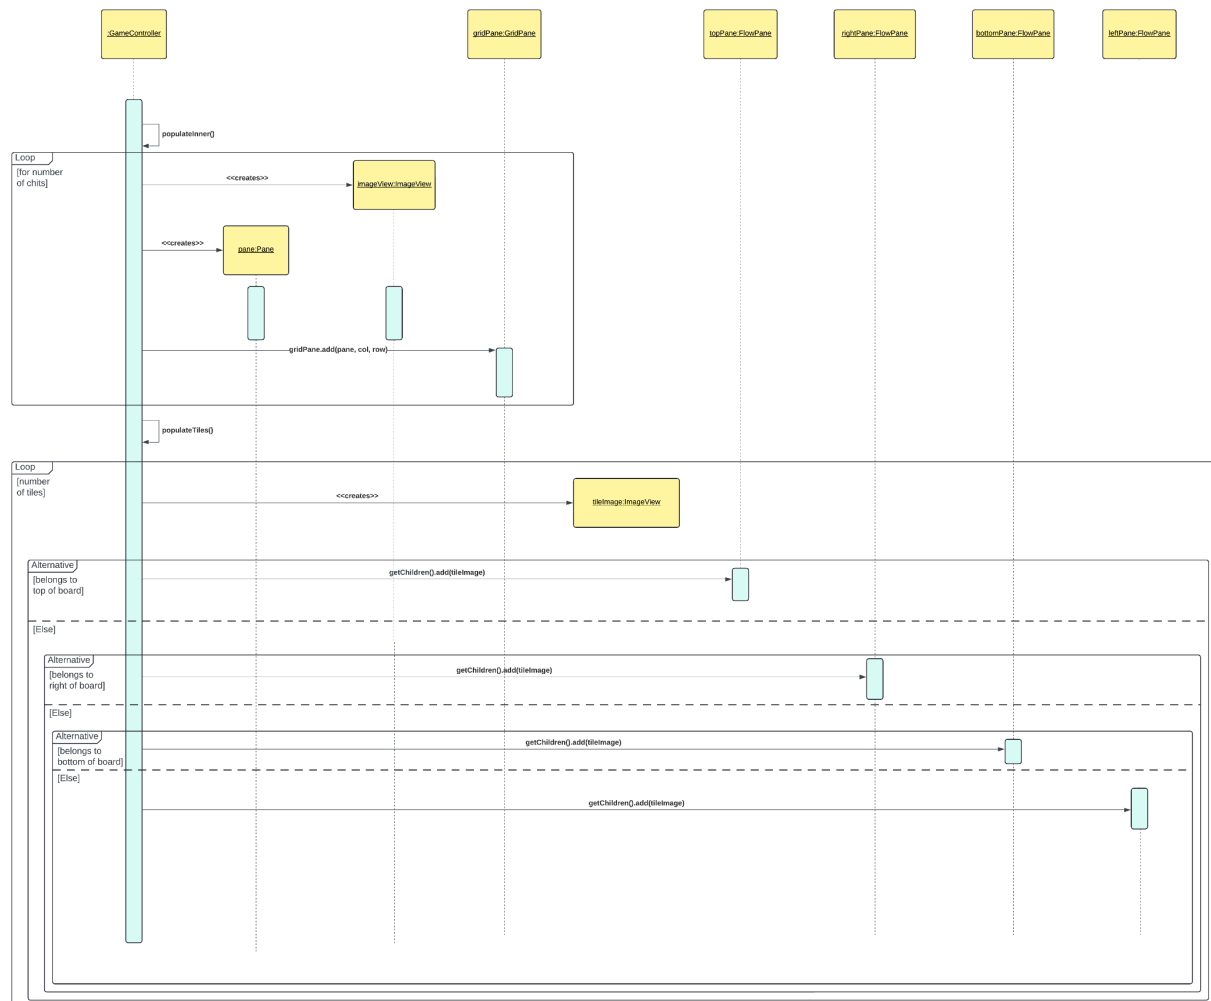 :GameController
gridPane:GridPane
topPane:FlowPane
rightPane:FlowPane
bottomPane:FlowPane
leftPane:FlowPane
populateInner()
Loop
[for number
of chits]
<<creates>>
imageView:ImageView
<<creates>>
pane:Pane
gridPane.add(pane, col, row)
populateTiles()
Loop
[number
of tiles]
<<creates>>
tileImage:ImageView
Alternative
[belongs to
top of board]
getChildren().add(tileImage)
[Else]
Alternative
[belongs to
right of board]
getChildren().add(tileImage)
[Else]
Alternative
[belongs to
bottom of board]
getChildren().add(tileImage)
[Else]
getChildren().add(tileImage)